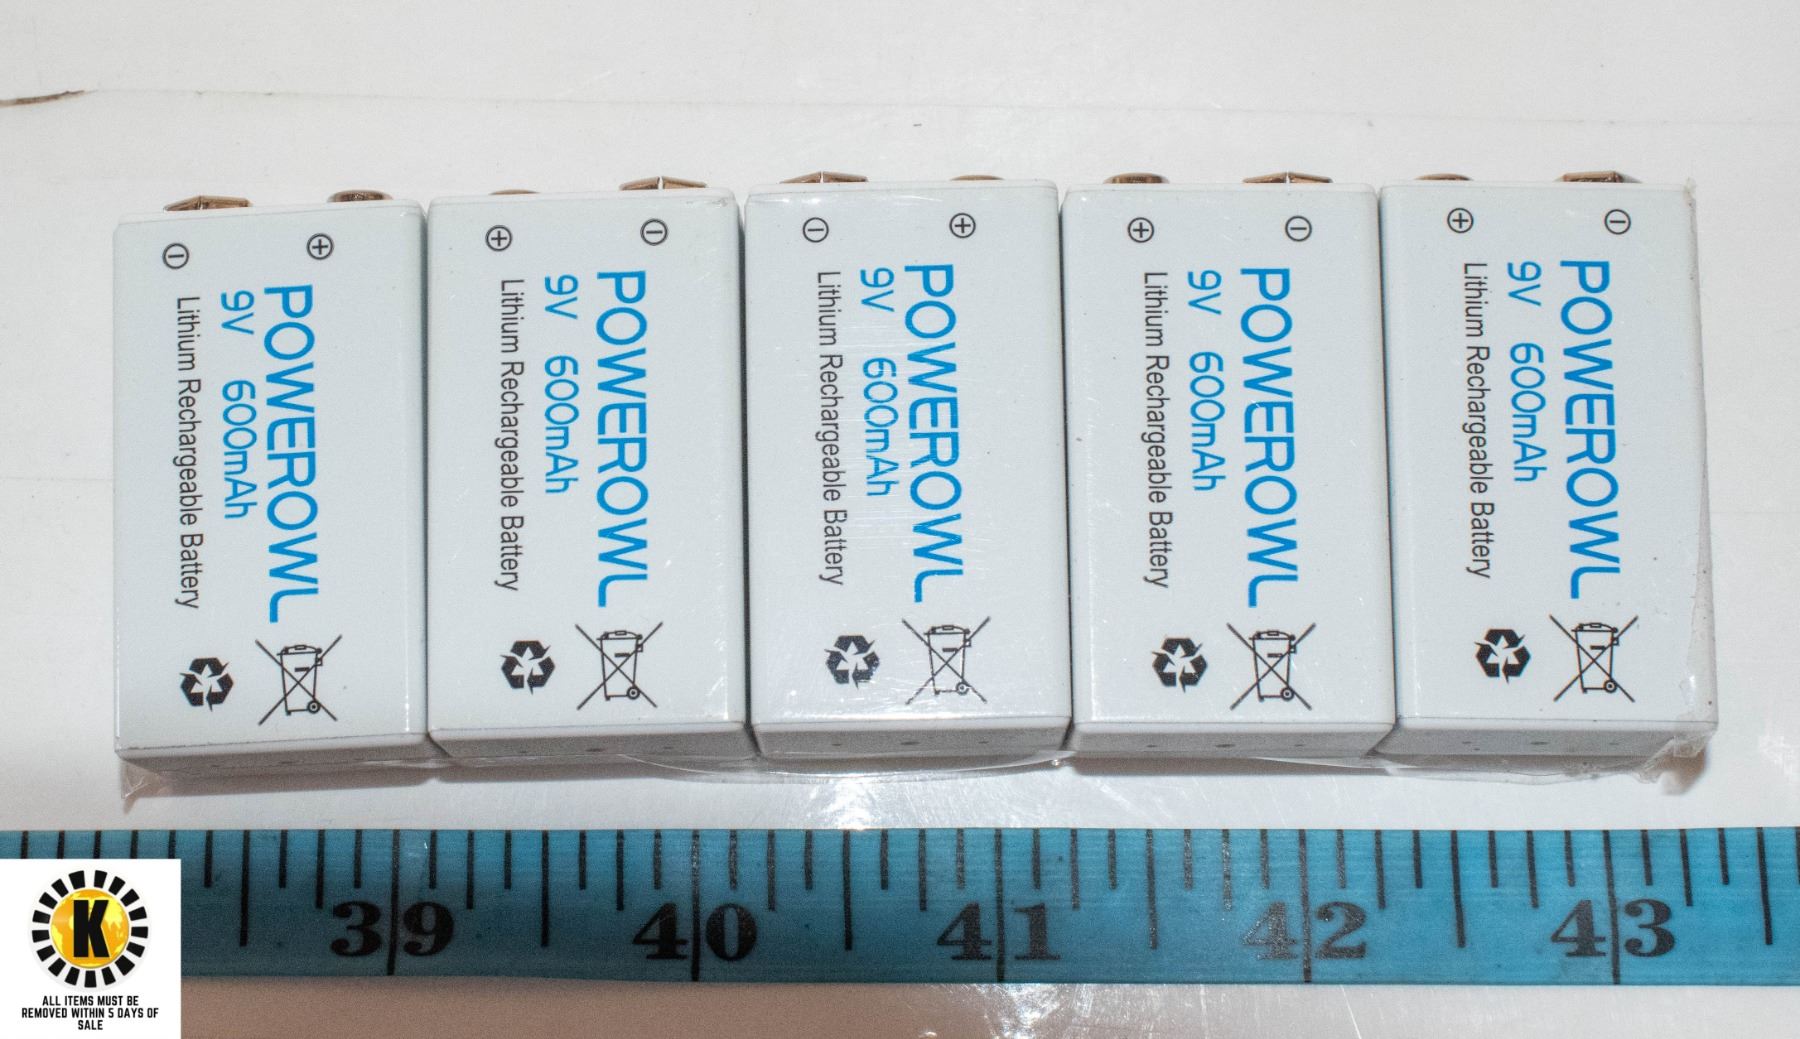 POWEROWL
9V 600mAh
Lithium Rechargeable Battery
POWEROWL
9V 600mAh
Lithium Rechargeable Battery
POWEROWL
9V 600mAh
Lithium Rechargeable Battery
POWEROWL
9V 600mAh
Lithium Rechargeable Battery
POWEROWL
9V 600mAh
Lithium Rechargeable Battery
39 40 41 42 43
K
ALL ITEMS MUST BE
REMOVED WITHIN 5 DAYS OF
SALE